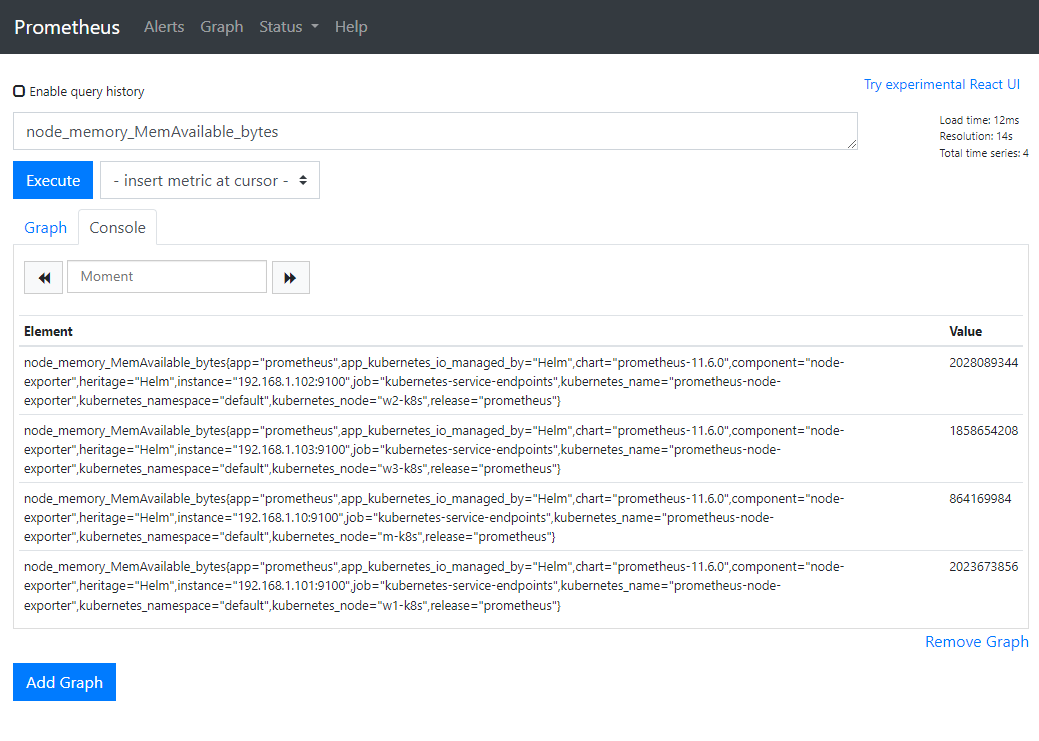 Prometheus Alerts Graph Status Help
Enable query history
Try experimental React UI
node_memory_MemAvailable_bytes
Load time: 12ms
Resolution: 14s
Total time series: 4
Execute - insert metric at cursor -
Graph Console
Moment
Element Value
node_memory_MemAvailable_bytes{app="prometheus",app_kubernetes_io_managed_by="Helm",chart="prometheus-11.6.0",component="node- 2028089344
exporter",heritage="Helm",instance="192.168.1.102:9100",job="kubernetes-service-endpoints",kubernetes_name="prometheus-node-
exporter",kubernetes_namespace="default",kubernetes_node="w2-k8s",release="prometheus"}
node_memory_MemAvailable_bytes{app="prometheus",app_kubernetes_io_managed_by="Helm",chart="prometheus-11.6.0",component="node- 1858654208
exporter",heritage="Helm",instance="192.168.1.103:9100",job="kubernetes-service-endpoints",kubernetes_name="prometheus-node-
exporter",kubernetes_namespace="default",kubernetes_node="w3-k8s",release="prometheus"}
node_memory_MemAvailable_bytes{app="prometheus",app_kubernetes_io_managed_by="Helm",chart="prometheus-11.6.0",component="node- 864169984
exporter",heritage="Helm",instance="192.168.1.10:9100",job="kubernetes-service-endpoints",kubernetes_name="prometheus-node-
exporter",kubernetes_namespace="default",kubernetes_node="m-k8s",release="prometheus"}
node_memory_MemAvailable_bytes{app="prometheus",app_kubernetes_io_managed_by="Helm",chart="prometheus-11.6.0",component="node- 2023673856
exporter",heritage="Helm",instance="192.168.1.101:9100",job="kubernetes-service-endpoints",kubernetes_name="prometheus-node-
exporter",kubernetes_namespace="default",kubernetes_node="w1-k8s",release="prometheus"}
Remove Graph
Add Graph